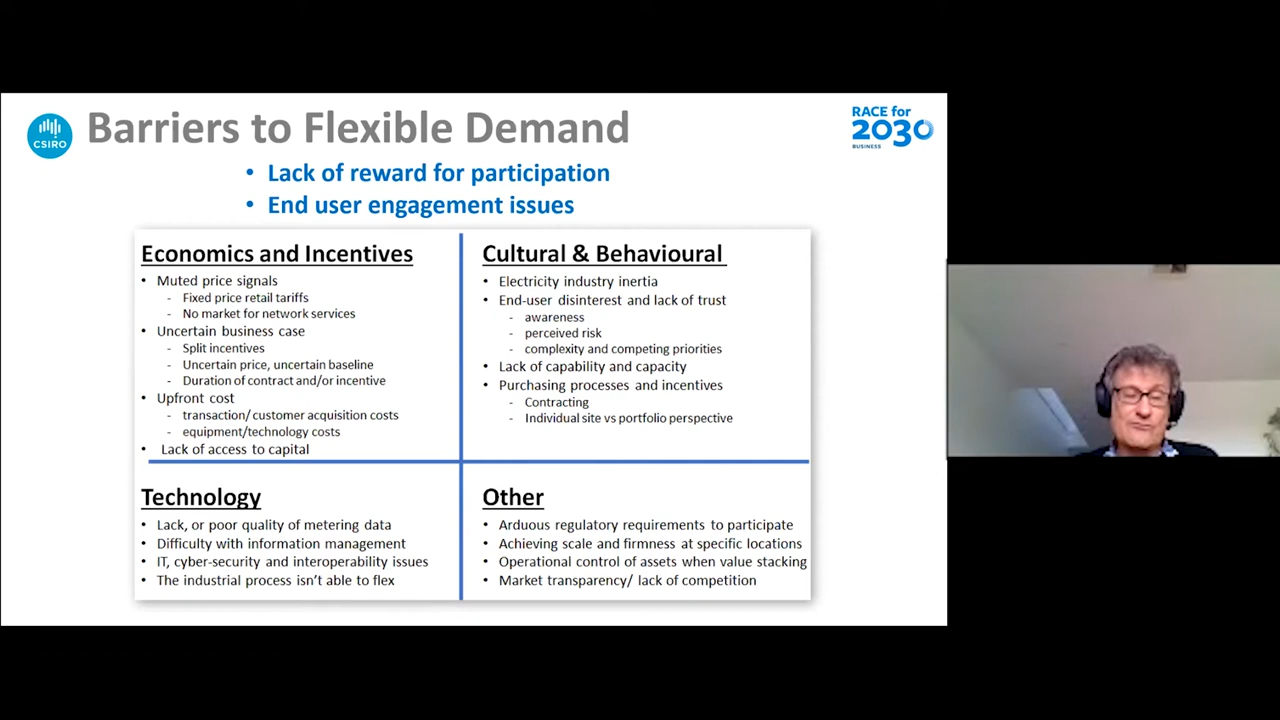 CSIRO
Barriers to Flexible Demand
RACE for
2030
BUSINESS
• Lack of reward for participation
• End user engagement issues
Economics and Incentives
• Muted price signals
- Fixed price retail tariffs
- No market for network services
• Uncertain business case
- Split incentives
- Uncertain price, uncertain baseline
- Duration of contract and/or incentive
• Upfront cost
- transaction/ customer acquisition costs
- equipment/technology costs
• Lack of access to capital
Cultural & Behavioural
• Electricity industry inertia
• End-user disinterest and lack of trust
- awareness
- perceived risk
- complexity and competing priorities
• Lack of capability and capacity
• Purchasing processes and incentives
- Contracting
- Individual site vs portfolio perspective
Technology
• Lack, or poor quality of metering data
• Difficulty with information management
• IT, cyber-security and interoperability issues
• The industrial process isn't able to flex
Other
• Arduous regulatory requirements to participate
• Achieving scale and firmness at specific locations
• Operational control of assets when value stacking
• Market transparency/ lack of competition